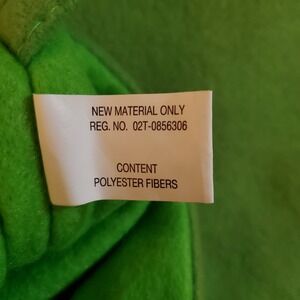 NEW MATERIAL ONLY
REG. NO. 02T-0856306
CONTENT
POLYESTER FIBERS